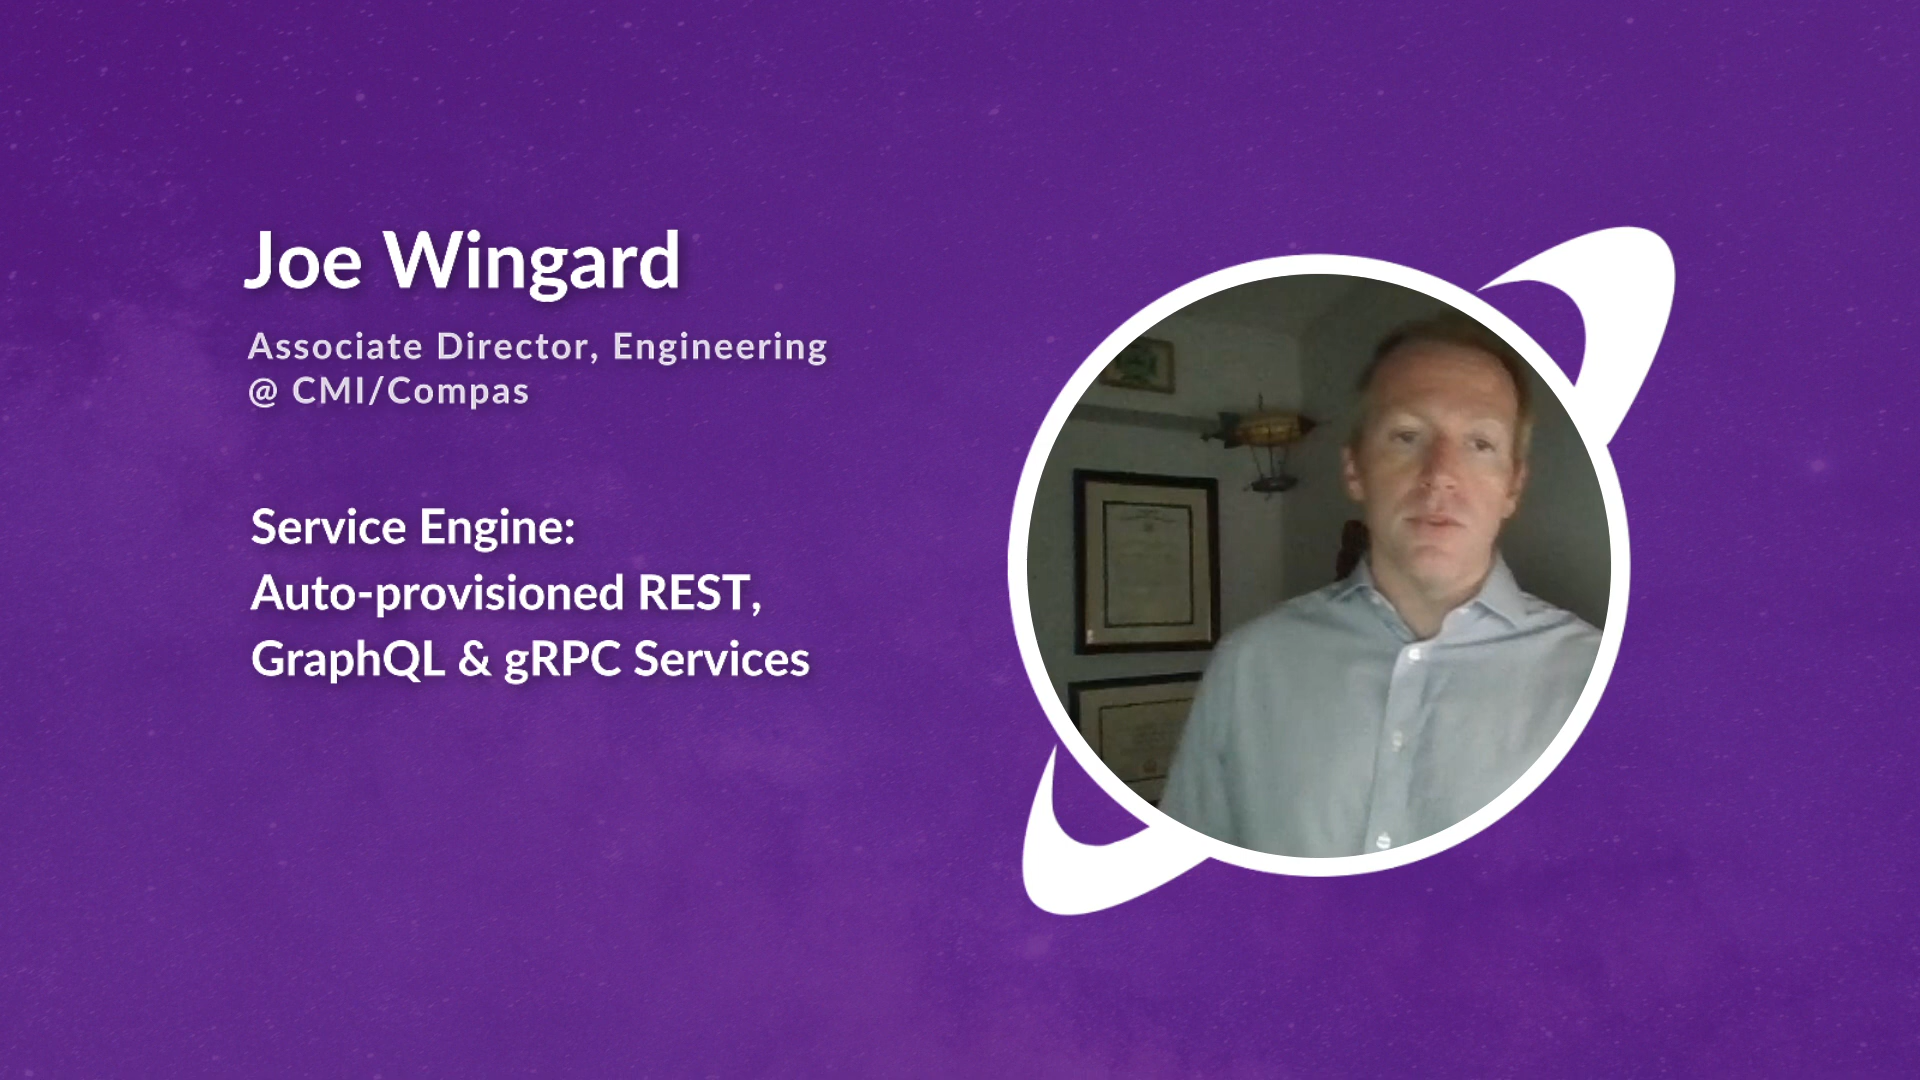 Joe Wingard
Associate Director, Engineering
@ CMI/Compas
Service Engine:
Auto-provisioned REST,
GraphQL & gRPC Services